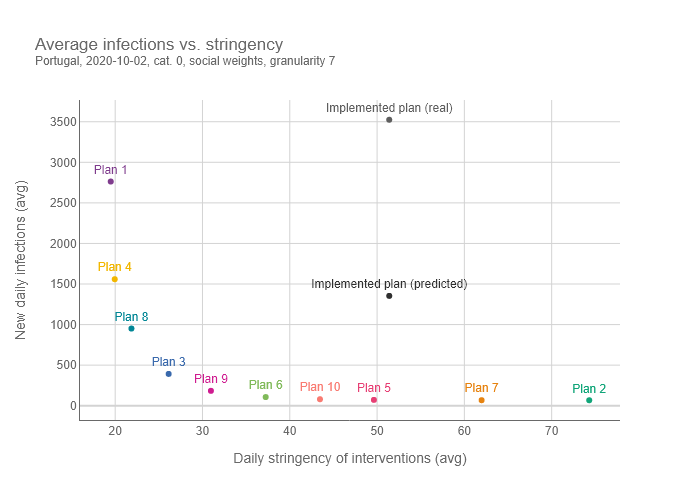 Average infections vs. stringency
Portugal, 2020-10-02, cat. 0, social weights, granularity 7
Implemented plan (real)
3500
Plan 1
3000
2500
2000
Plan 4
1500
Implemented plan (predicted)
Plan 8
1000
Plan 3
500
Plan 9
Plan 6
Plan 10
Plan 5
Plan 7
Plan 2
0
20
30
40
50
60
70
New daily infections (avg)
Daily stringency of interventions (avg)